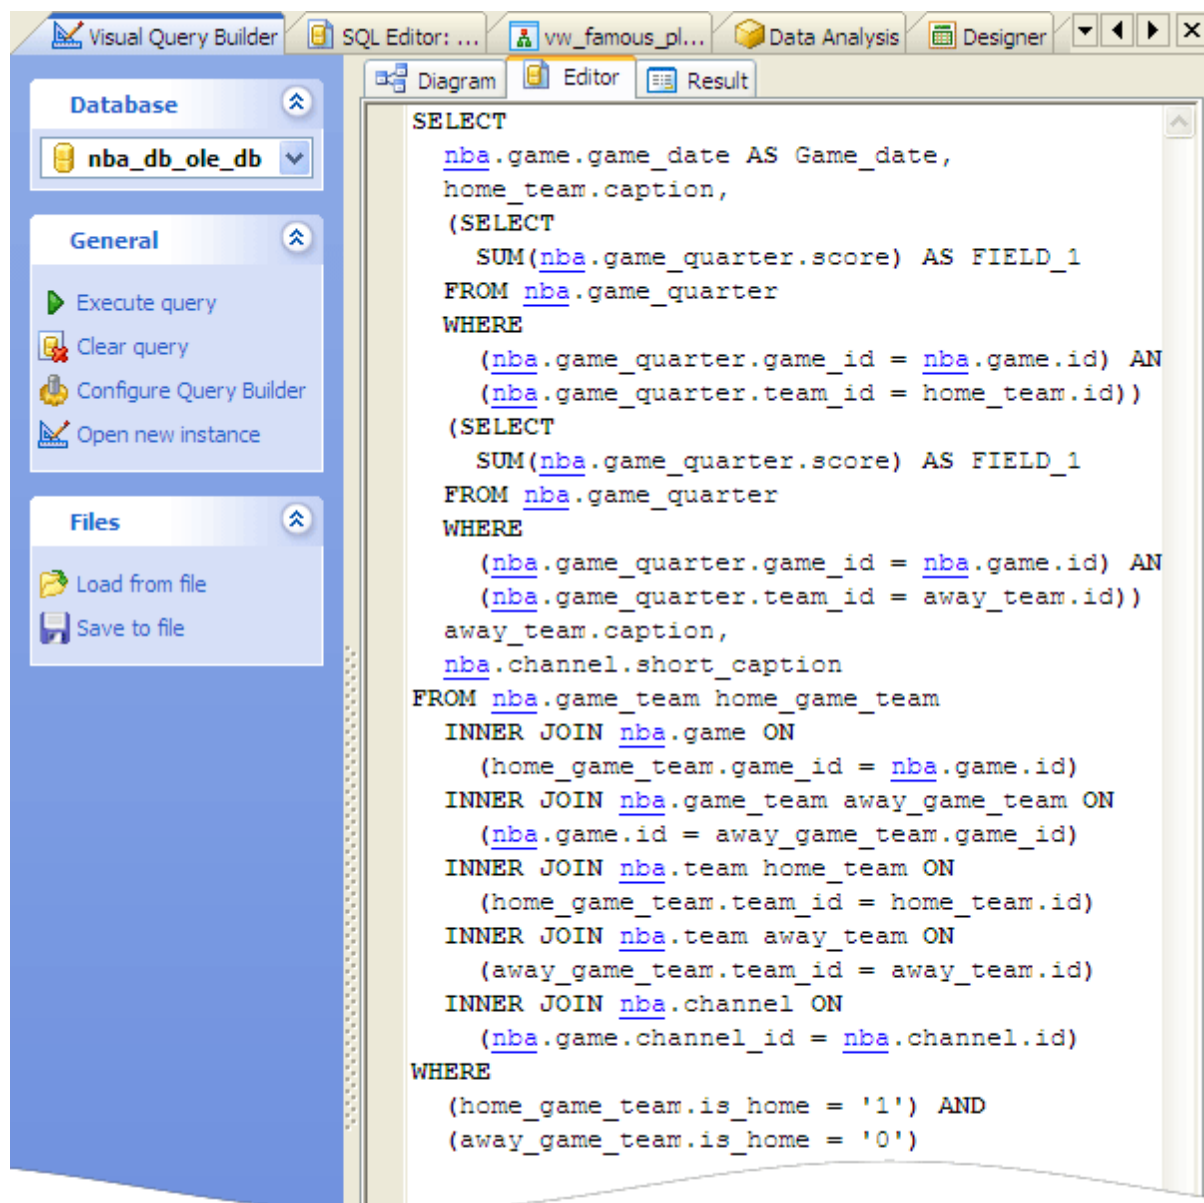 Visual Query Builder
SQL Editor: ...
vw_famous_pl...
Data Analysis
Designer
Database
nba_db_ole_db
General
Execute query
Clear query
Configure Query Builder
Open new instance
Files
Load from file
Save to file
Diagram
Editor
Result
SELECT
nba.game.game_date AS Game_date,
home_team.caption,
(SELECT
SUM(nba.game_quarter.score) AS FIELD_1
FROM nba.game_quarter
WHERE
(nba.game_quarter.game_id = nba.game.id) AN
(nba.game_quarter.team_id = home_team.id))
(SELECT
SUM(nba.game_quarter.score) AS FIELD_1
FROM nba.game_quarter
WHERE
(nba.game_quarter.game_id = nba.game.id) AN
(nba.game_quarter.team_id = away_team.id))
away_team.caption,
nba.channel.short_caption
FROM nba.game_team home_game_team
INNER JOIN nba.game ON
(home_game_team.game_id = nba.game.id)
INNER JOIN nba.game_team away_game_team ON
(nba.game.id = away_game_team.game_id)
INNER JOIN nba.team home_team ON
(home_game_team.team_id = home_team.id)
INNER JOIN nba.team away_team ON
(away_game_team.team_id = away_team.id)
INNER JOIN nba.channel ON
(nba.game.channel_id = nba.channel.id)
WHERE
(home_game_team.is_home = '1') AND
(away_game_team.is_home = '0')